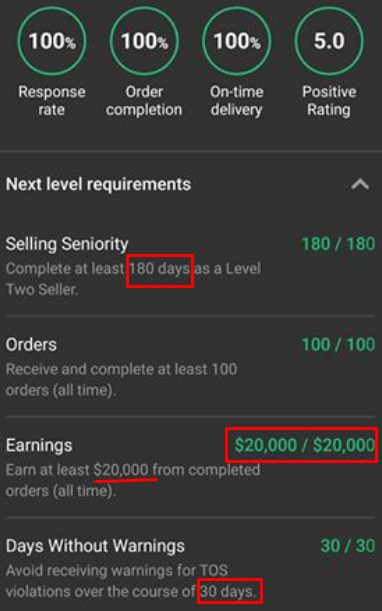 100% 100% 100% 5.0
Response rate
Order completion
On-time delivery
Positive Rating
Next level requirements
Selling Seniority 180 / 180
Complete at least 180 days as a Level
Two Seller.
Orders 100 / 100
Receive and complete at least 100
orders (all time).
Earnings $20,000 / $20,000
Earn at least $20,000 from completed
orders (all time).
Days Without Warnings 30 / 30
Avoid receiving warnings for TOS
violations over the course of 30 days.